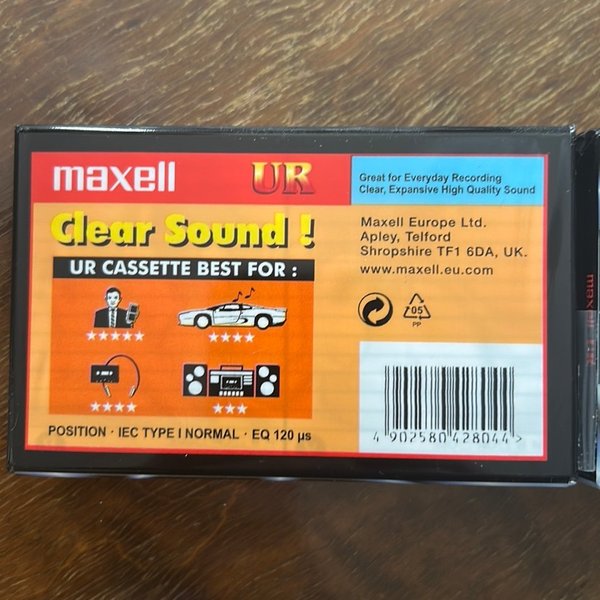 maxell UR
Great for Everyday Recording
Clear, Expansive High Quality Sound
Clear Sound !
UR CASSETTE BEST FOR :
★★★★★ ★★★★
★★★★ ★★★
POSITION · IEC TYPE I NORMAL · EQ 120 µs
Maxell Europe Ltd.
Apley, Telford
Shropshire TF1 6DA, UK.
www.maxell.eu.com
05
PP
4 902580 428044 >
maxell UR